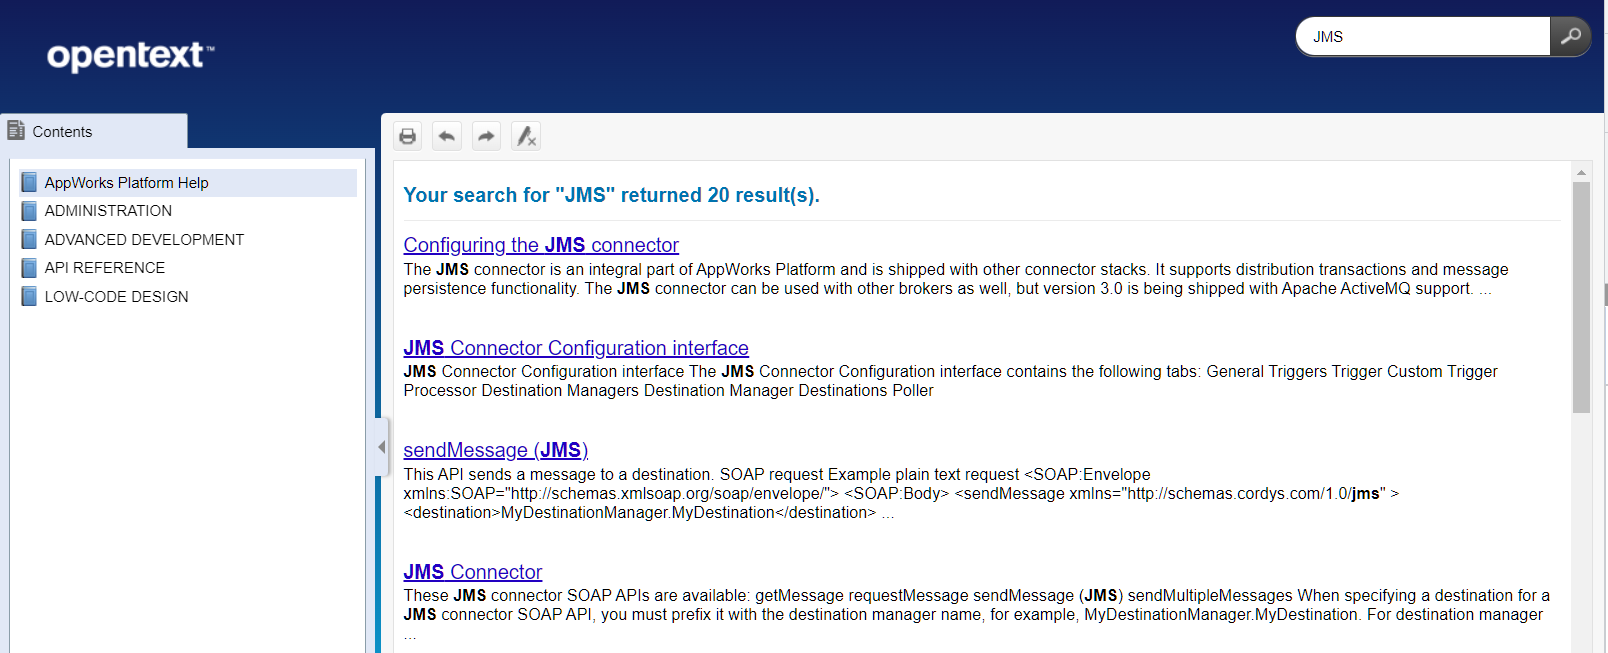 opentext™
JMS
Contents
AppWorks Platform Help
ADMINISTRATION
ADVANCED DEVELOPMENT
API REFERENCE
LOW-CODE DESIGN
Your search for "JMS" returned 20 result(s).
Configuring the JMS connector
The JMS connector is an integral part of AppWorks Platform and is shipped with other connector stacks. It supports distribution transactions and message
persistence functionality. The JMS connector can be used with other brokers as well, but version 3.0 is being shipped with Apache ActiveMQ support. ...
JMS Connector Configuration interface
JMS Connector Configuration interface The JMS Connector Configuration interface contains the following tabs: General Triggers Trigger Custom Trigger
Processor Destination Managers Destination Manager Destinations Poller
sendMessage (JMS)
This API sends a message to a destination. SOAP request Example plain text request <SOAP:Envelope
xmlns:SOAP="http://schemas.xmlsoap.org/soap/envelope/"> <SOAP:Body> <sendMessage xmlns="http://schemas.cordys.com/1.0/jms" >
<destination>MyDestinationManager.MyDestination</destination> ...
JMS Connector
These JMS connector SOAP APIs are available: getMessage requestMessage sendMessage (JMS) sendMultipleMessages When specifying a destination for a
JMS connector SOAP API, you must prefix it with the destination manager name, for example, MyDestinationManager.MyDestination. For destination manager
...